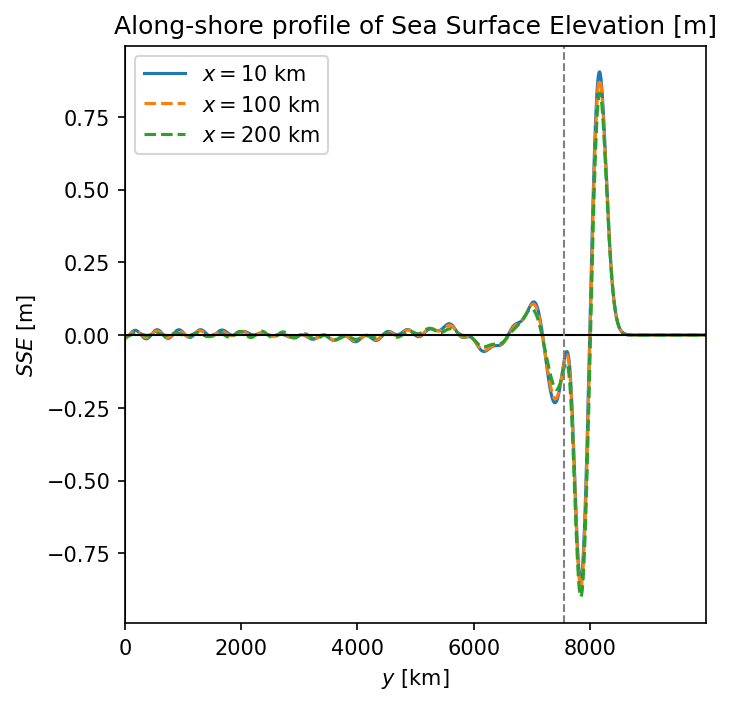 Along-shore profile of Sea Surface Elevation [m]
x = 10 km
x = 100 km
x = 200 km
0.75
0.50
0.25
0.00
−0.25
−0.50
−0.75
SSE [m]
0 2000 4000 6000 8000
y [km]